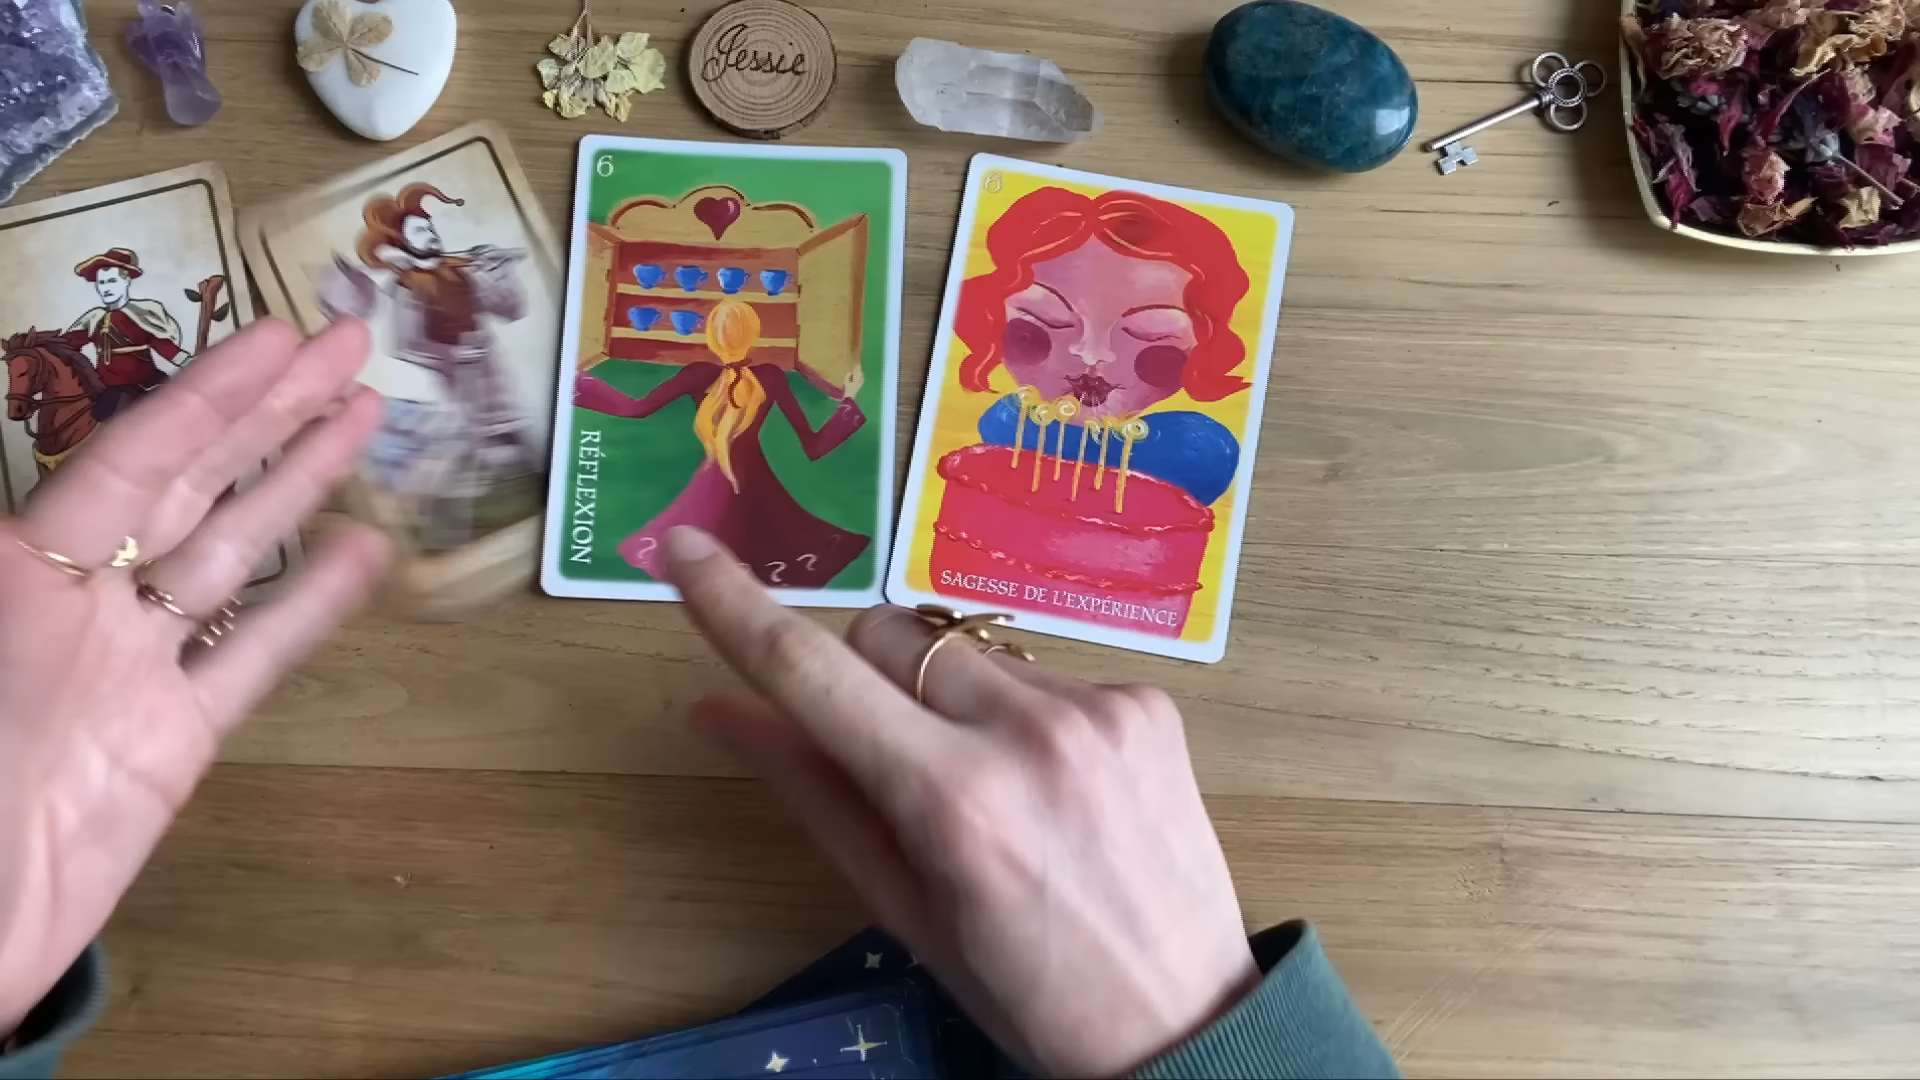 Jessie
6
RÉFLEXION
6
SAGESSE DE L'EXPÉRIENCE